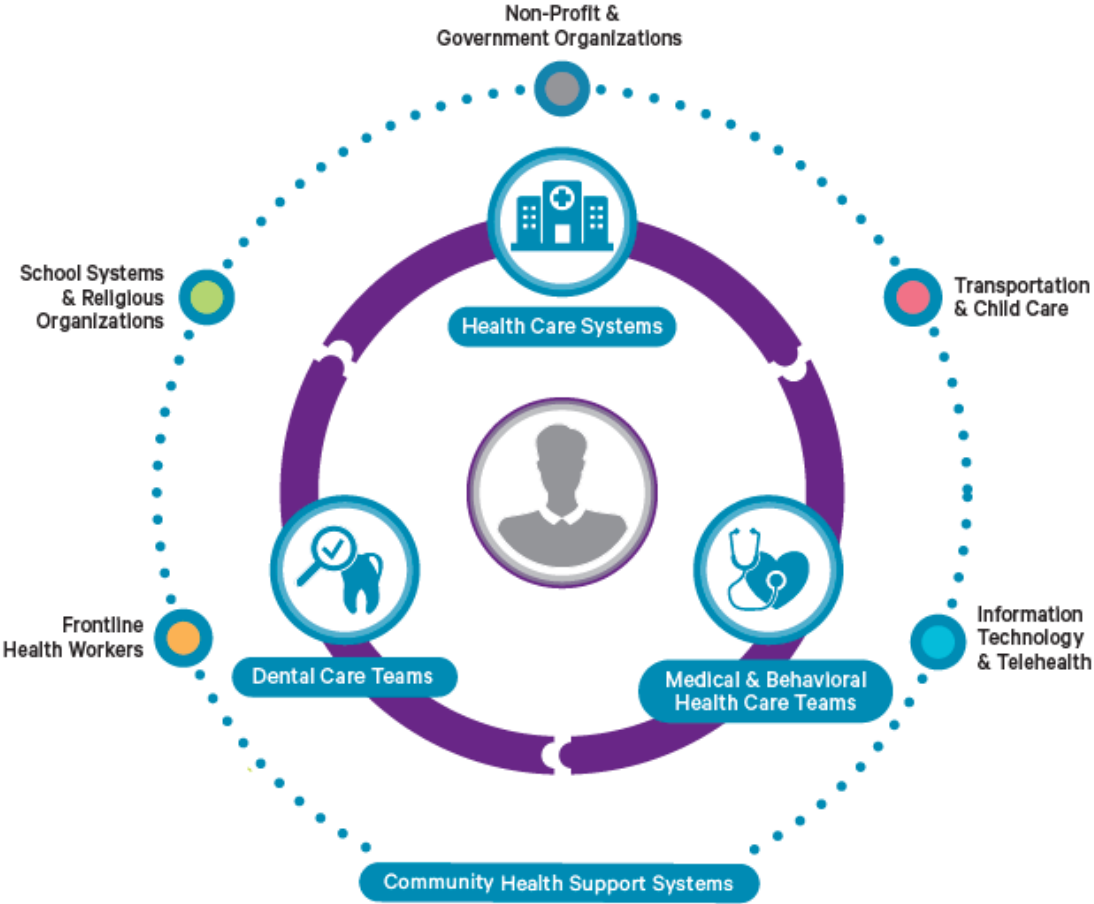 Non-Profit &
Government Organizations
School Systems
& Religious
Organizations
Transportation
& Child Care
Health Care Systems
Frontline
Health Workers
Information
Technology
& Telehealth
Dental Care Teams
Medical & Behavioral
Health Care Teams
Community Health Support Systems